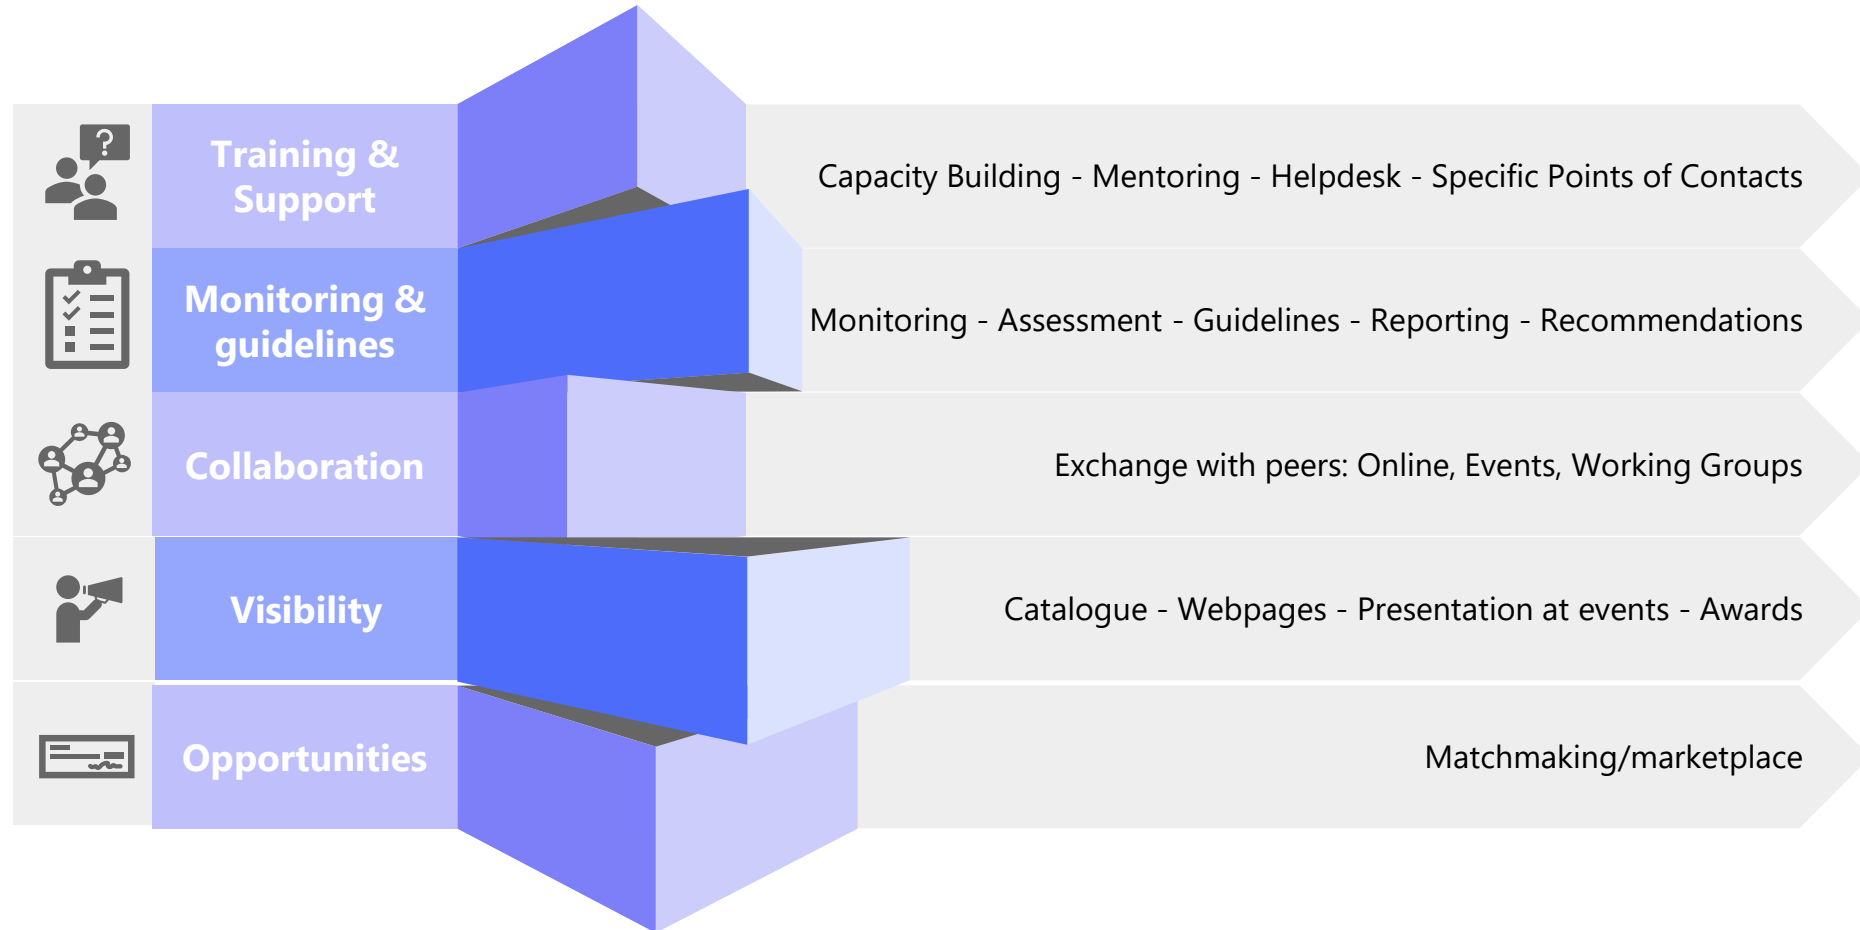 ?
Training &
Support
Capacity Building - Mentoring - Helpdesk - Specific Points of Contacts
Monitoring &
guidelines
Monitoring - Assessment - Guidelines - Reporting - Recommendations
Collaboration
Exchange with peers: Online, Events, Working Groups
Visibility
Catalogue - Webpages - Presentation at events - Awards
Opportunities
Matchmaking/marketplace